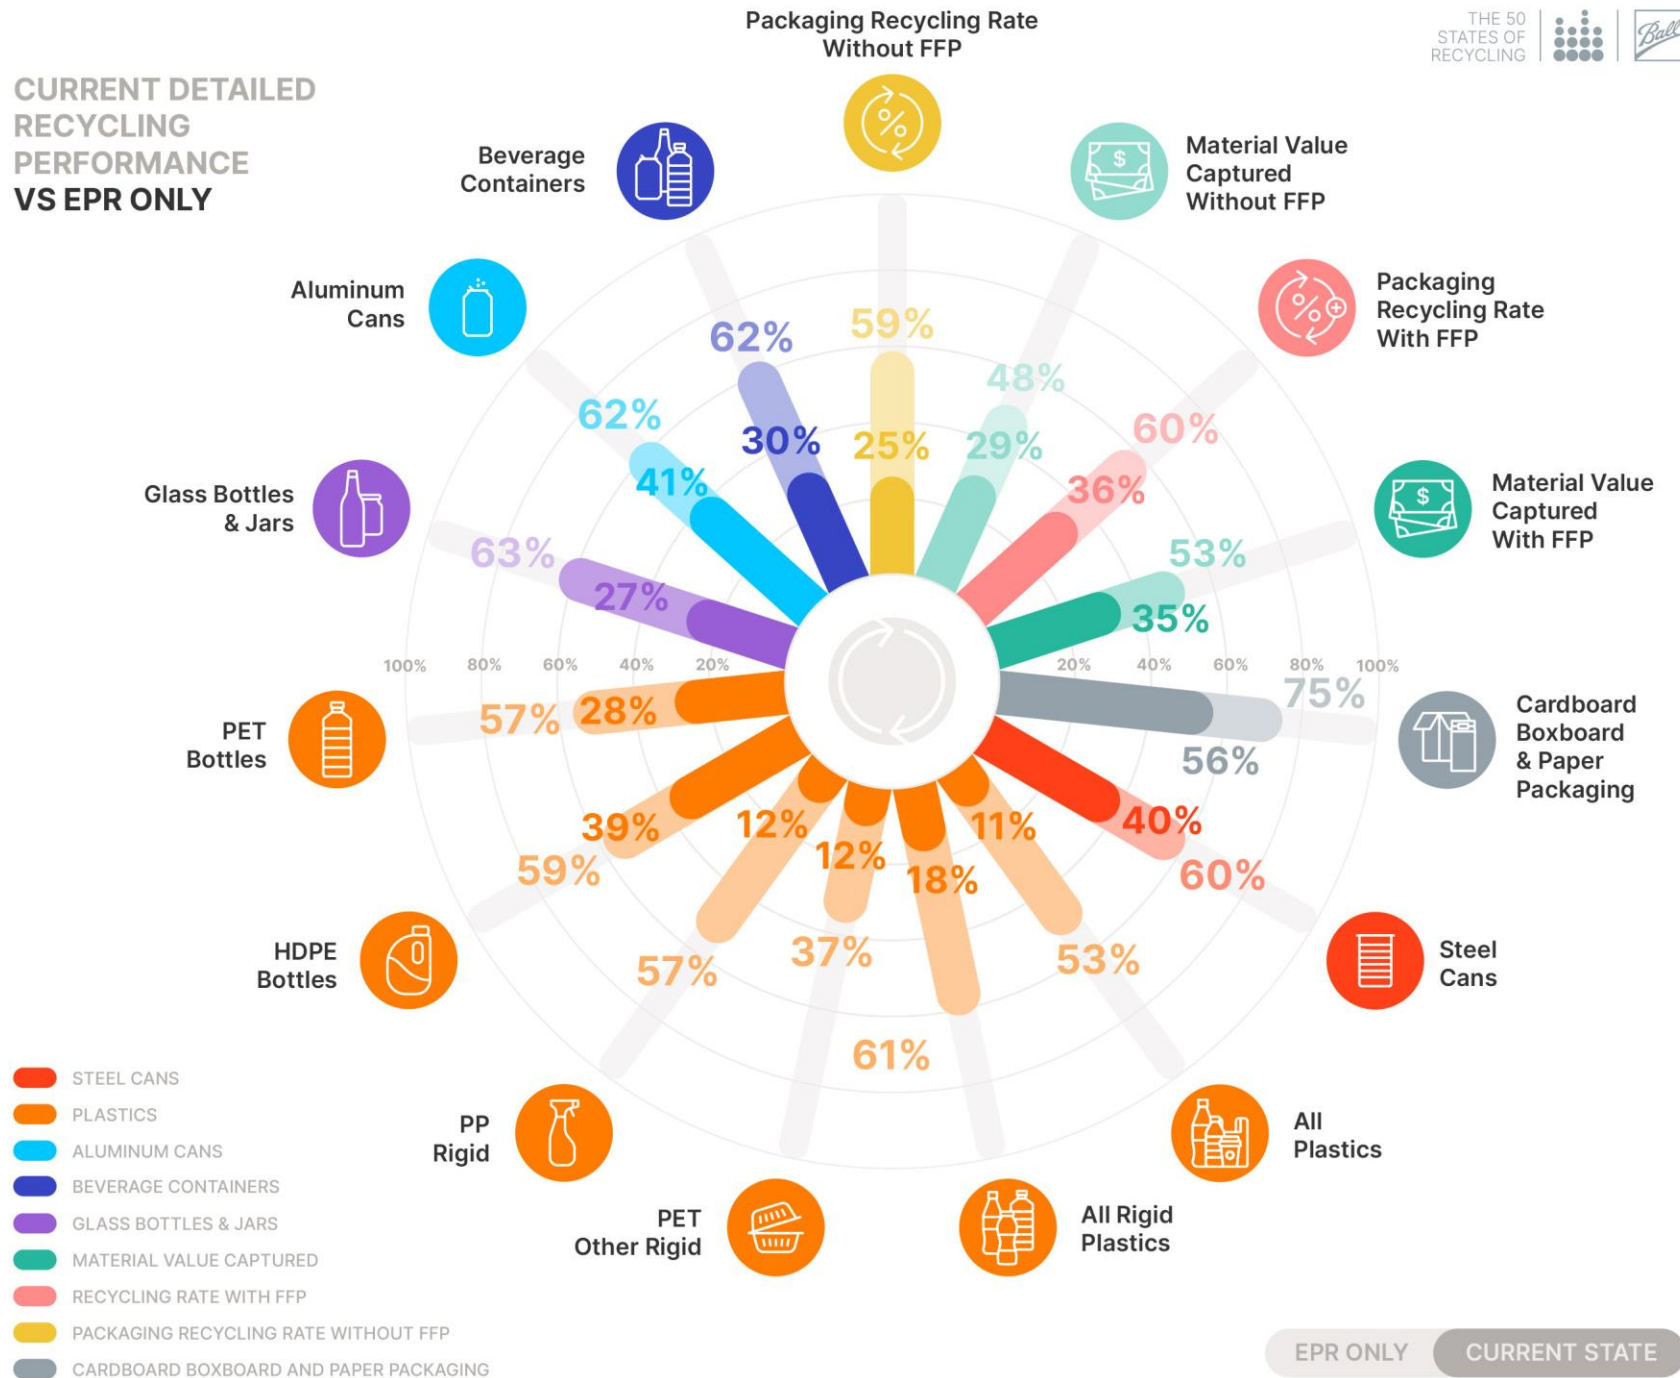 Packaging Recycling Rate
Without FFP
THE 50
STATES OF
RECYCLING
Ball
CURRENT DETAILED
RECYCLING
PERFORMANCE
VS EPR ONLY
Beverage
Containers
$
Material Value
Captured
Without FFP
Aluminum
Cans
Packaging
Recycling Rate
With FFP
%
%
62%
59%
48%
62%
60%
30%
25%
29%
41%
36%
Glass Bottles
& Jars
$
Material Value
Captured
With FFP
63%
53%
27%
35%
100%
80%
60%
40%
20%
20%
40%
60%
80%
100%
PET
Bottles
57%
28%
75%
56%
Cardboard
Boxboard
& Paper
Packaging
39%
12%
12%
18%
11%
40%
59%
57%
37%
61%
53%
60%
HDPE
Bottles
Steel
Cans
PP
Rigid
All
Plastics
PET
Other Rigid
All Rigid
Plastics
STEEL CANS
PLASTICS
ALUMINUM CANS
BEVERAGE CONTAINERS
GLASS BOTTLES & JARS
MATERIAL VALUE CAPTURED
RECYCLING RATE WITH FFP
PACKAGING RECYCLING RATE WITHOUT FFP
CARDBOARD BOXBOARD AND PAPER PACKAGING
EPR ONLY
CURRENT STATE